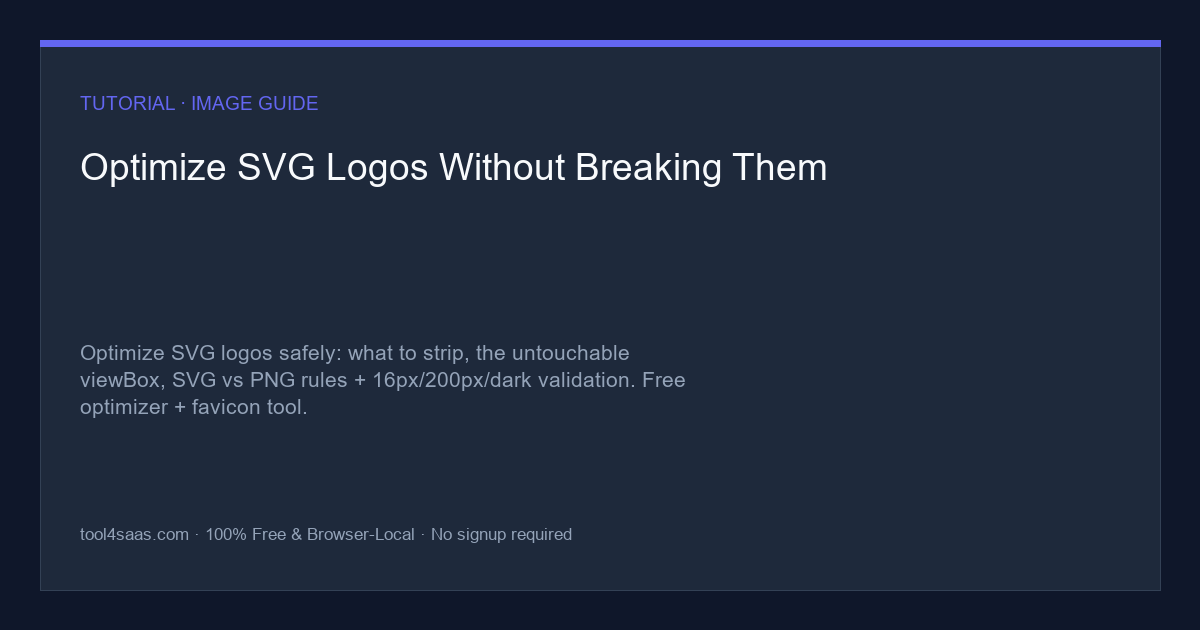 TUTORIAL · IMAGE GUIDE
Optimize SVG Logos Without Breaking Them
Optimize SVG logos safely: what to strip, the untouchable
viewBox, SVG vs PNG rules + 16px/200px/dark validation. Free
optimizer + favicon tool.
tool4saas.com · 100% Free & Browser-Local · No signup required